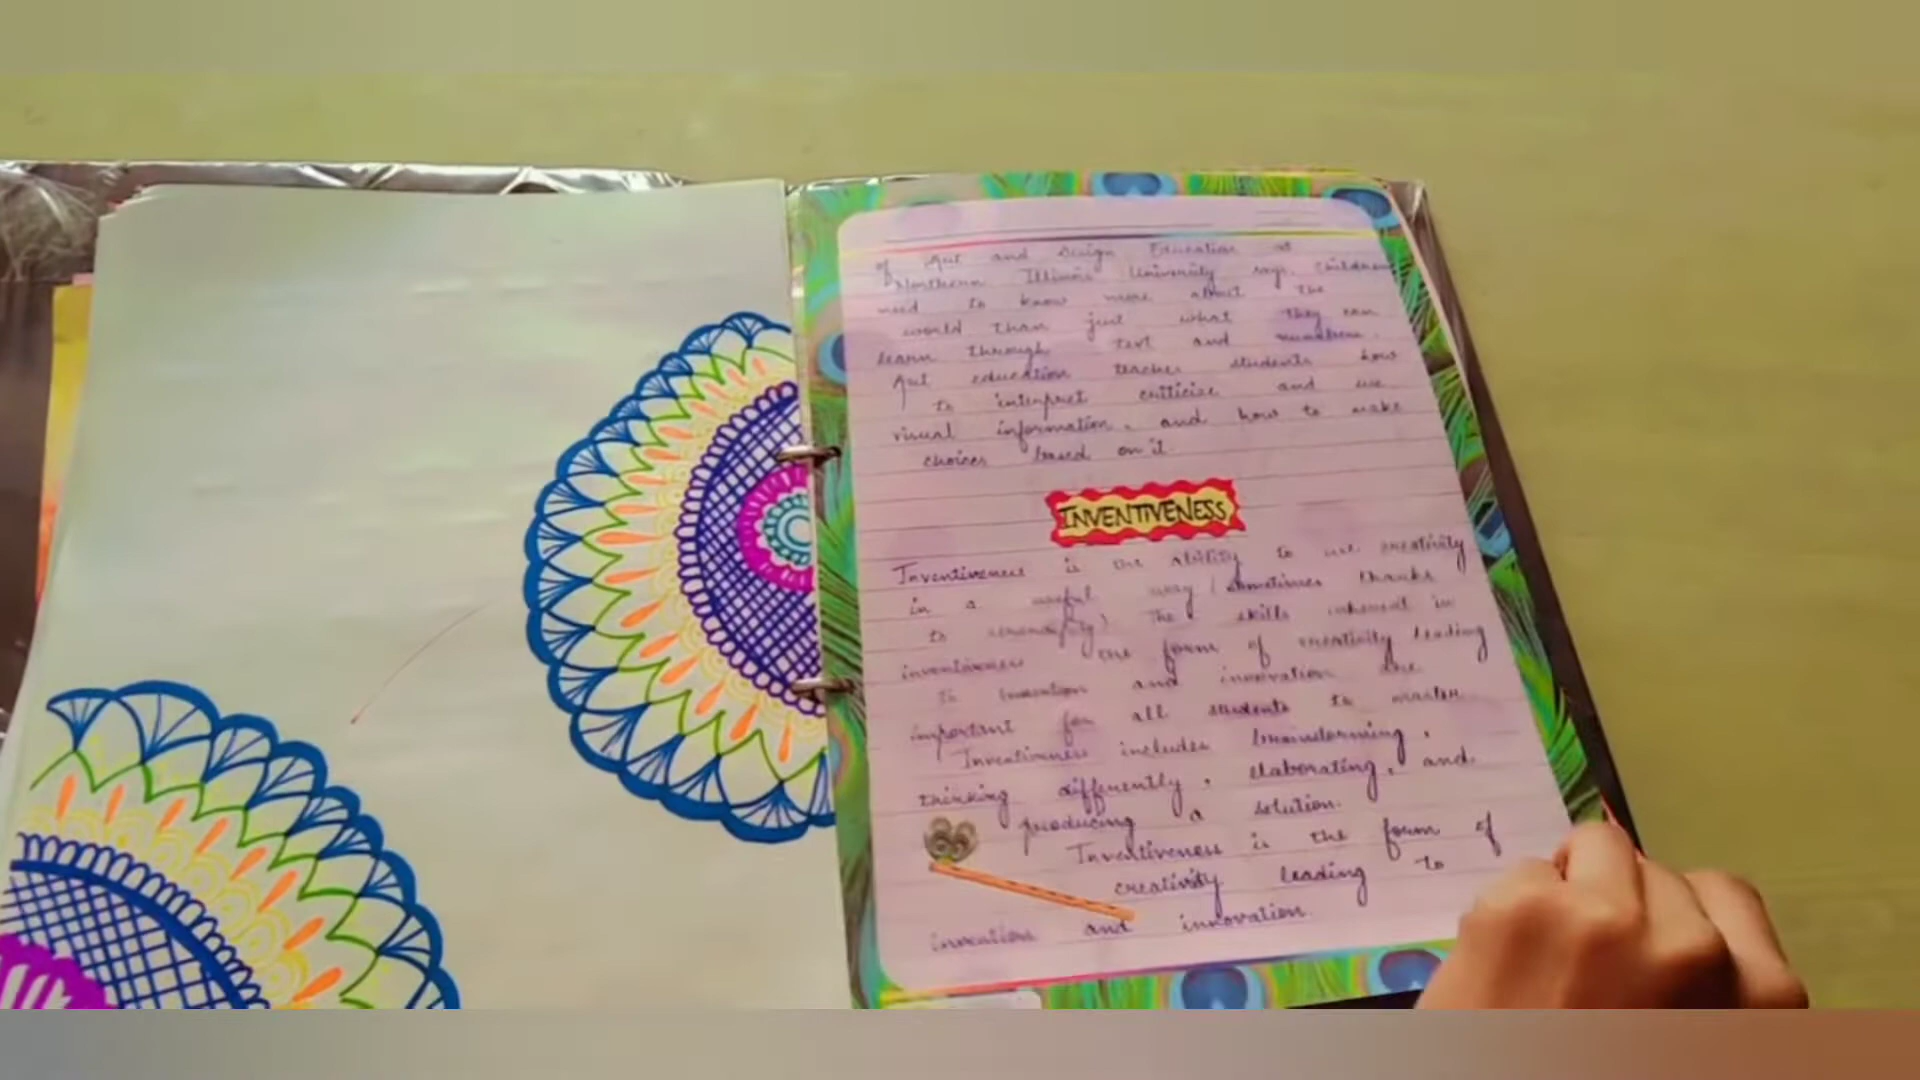 of Art and Design Education at
Northern Illinois University says, children
need to know more about the
world than just what they can
learn through text and numbers.
Art education teaches students how
to interpret criticize and use
visual information, and how to make
choices based on it.
INVENTIVENESS
Inventiveness is the ability to use creativity
in a useful way (sometimes thanks
to serendipity) The skills inherent in
inventiveness the form of creativity leading
to invention and innovation are
important for all students to master
Inventiveness includes brainstorming,
thinking differently, elaborating, and
producing a solution.
Inventiveness is the form of
creativity leading to
invention and innovation.